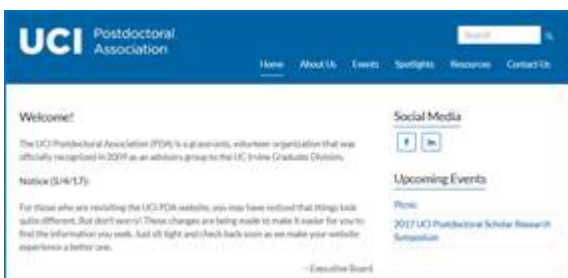 UCI Postdoctoral
Association
Search
Home About Us Events Spotlights Resources Contact Us
Welcome!
The UCI Postdoctoral Association (PDA) is a grassroots, volunteer organization that was
officially recognized in 2009 as an advisory group to the UC Irvine Graduate Division.
Notice (5/4/17):
For those who are revisiting the UCI PDA website, you may have noticed that things look
quite different. But don't worry! These changes are being made to make it easier for you to
find the information you seek. Just sit tight and check back soon as we make your website
experience a better one.
- Executive Board
Social Media
f in
Upcoming Events
Picnic
2017 UCI Postdoctoral Scholar Research
Symposium